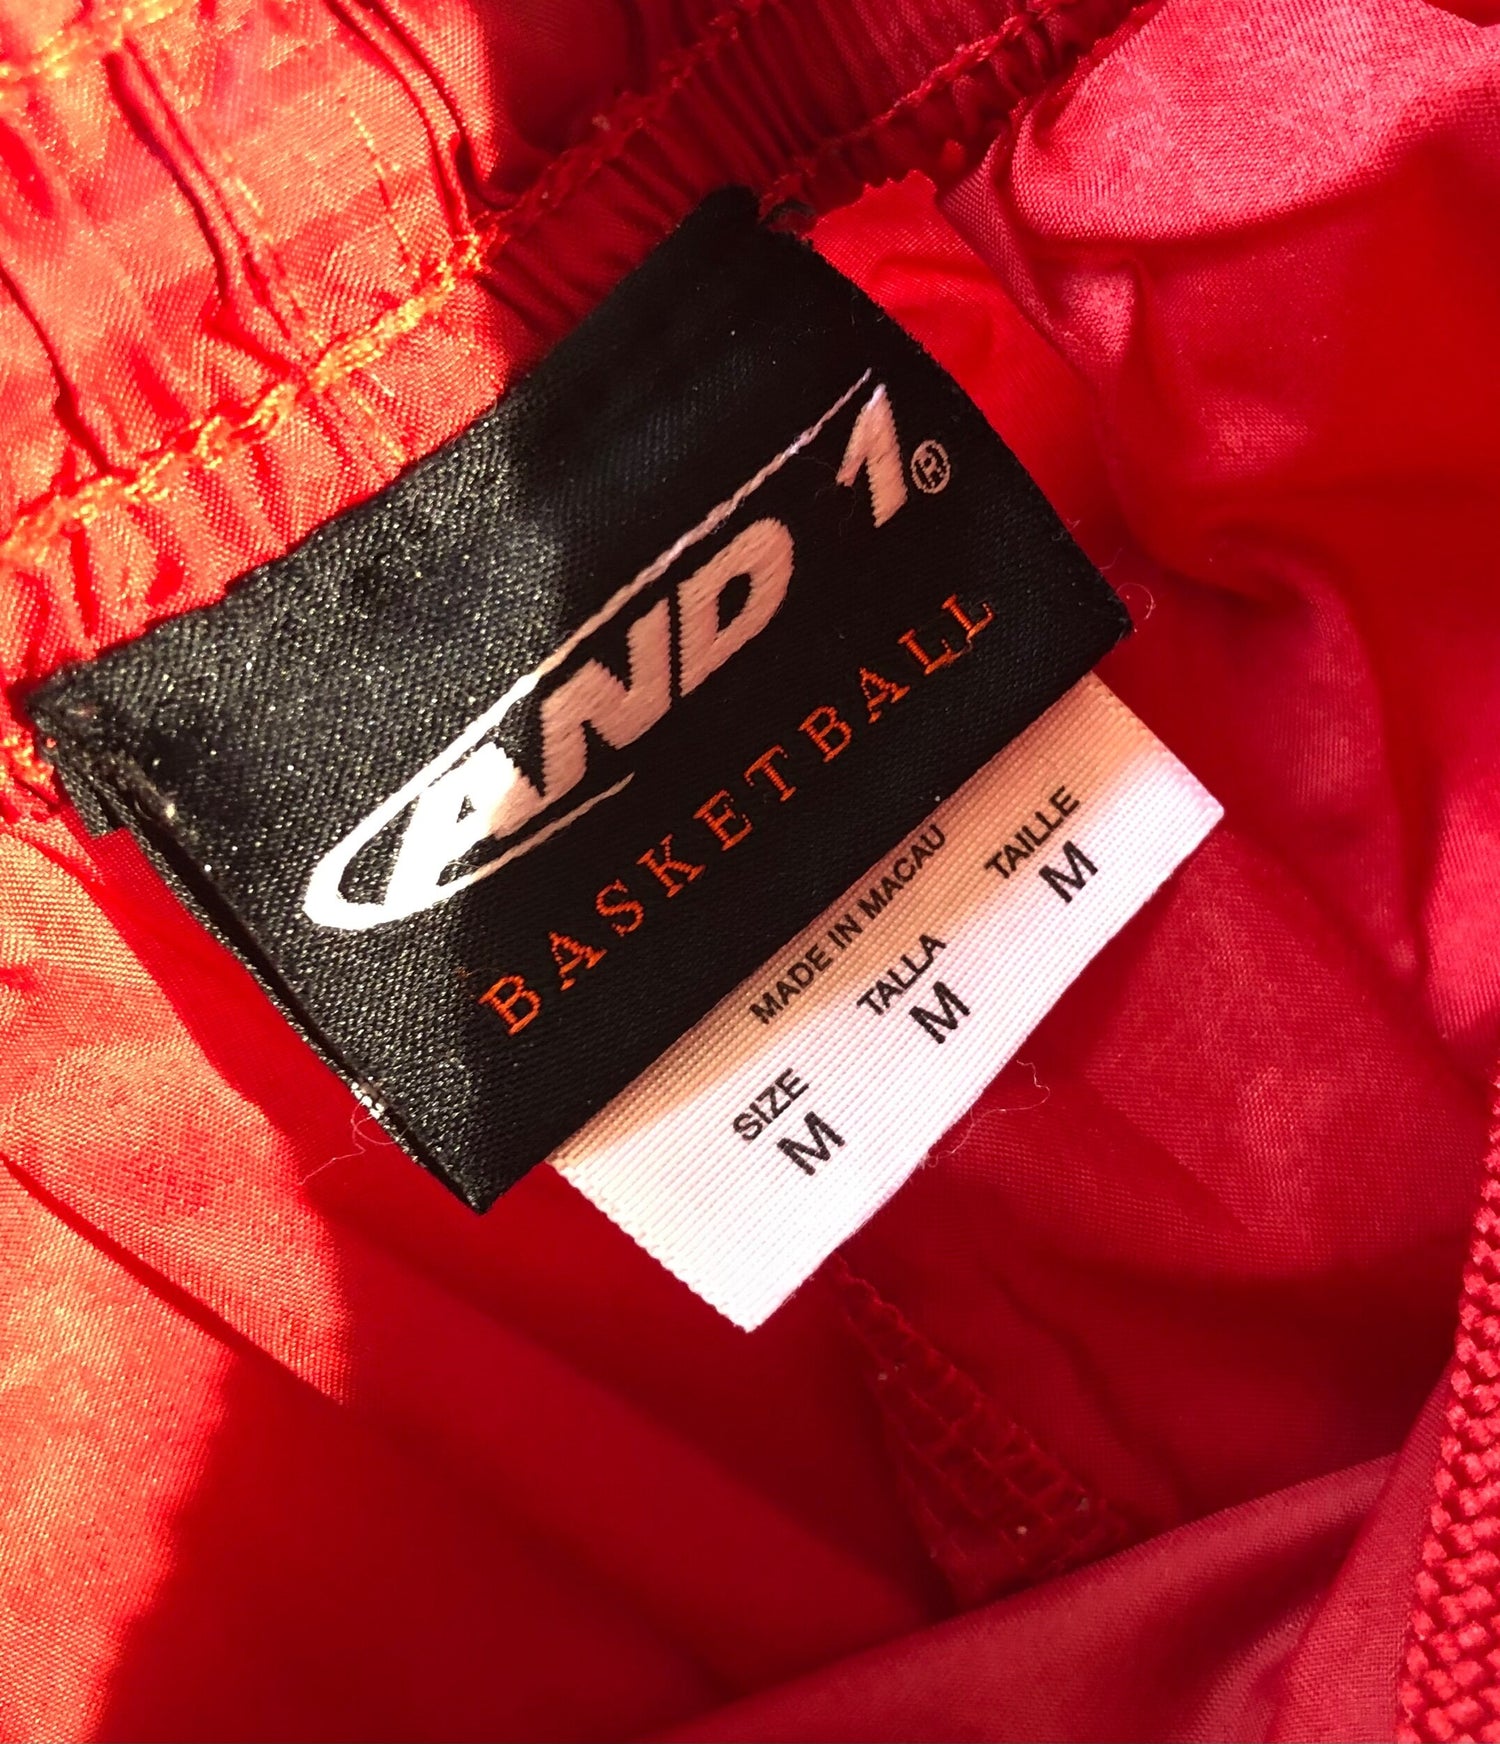 AND 1®
BASKETBALL
MADE IN MACAU
SIZE TALLA TAILLE
M M M